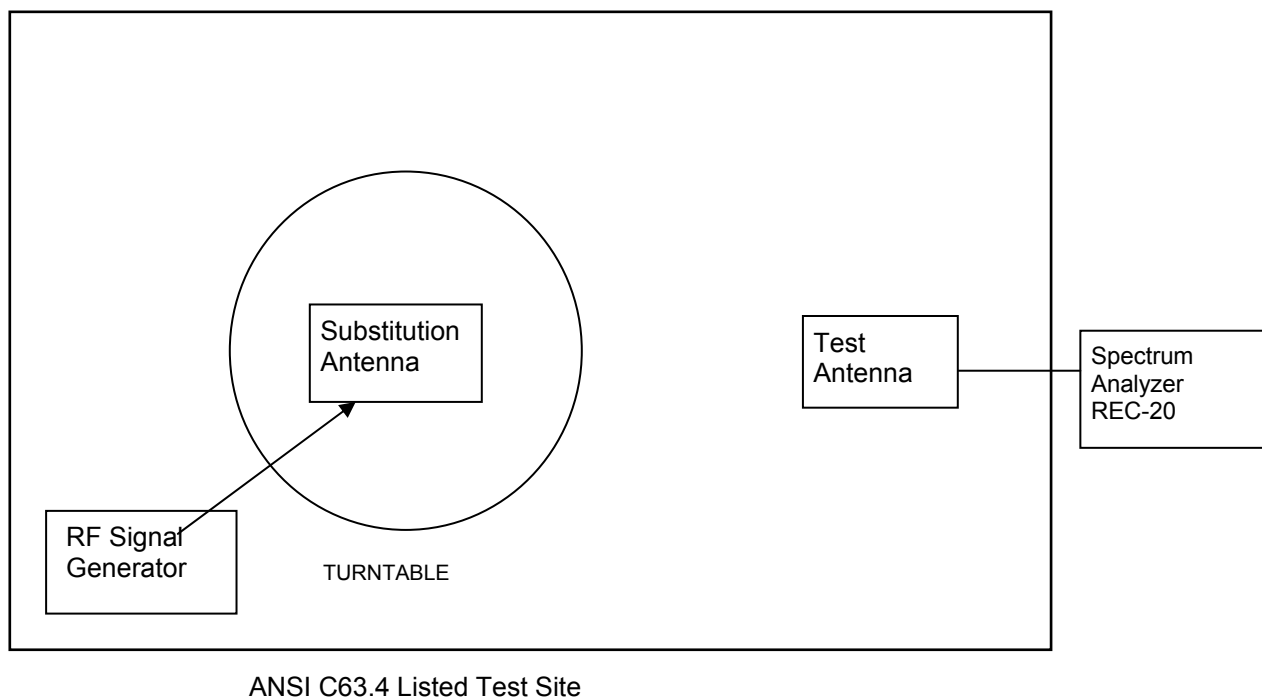 Substitution
Antenna
Test
Antenna
Spectrum
Analyzer
REC-20
RF Signal
Generator
TURNTABLE
ANSI C63.4 Listed Test Site